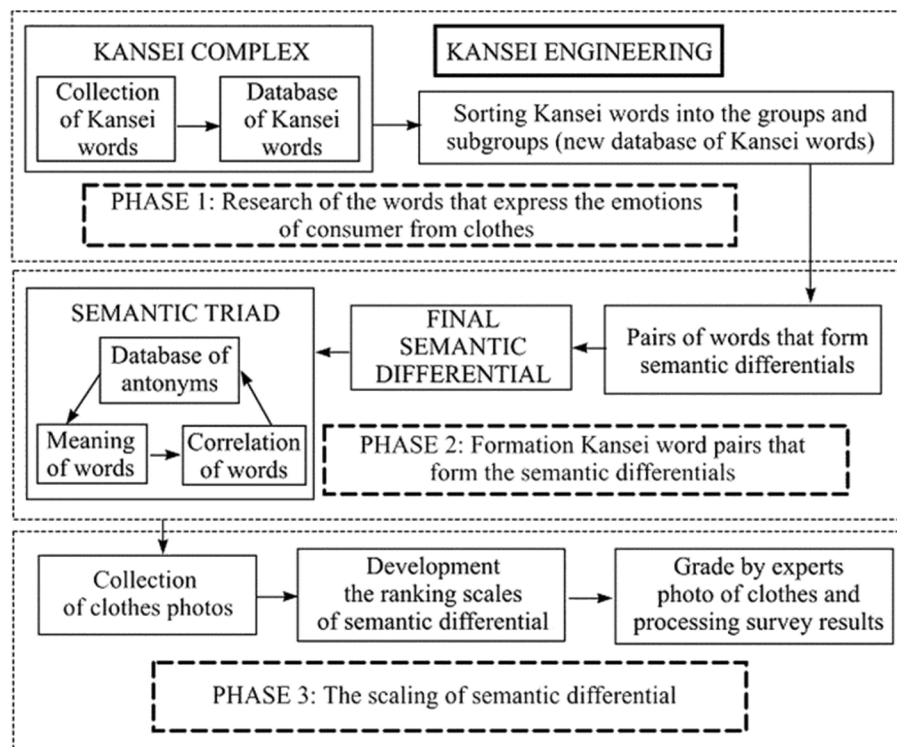 KANSEI COMPLEX
KANSEI ENGINEERING
Collection
of Kansei
words
Database
of Kansei
words
Sorting Kansei words into the groups and
subgroups (new database of Kansei words)
PHASE 1: Research of the words that express the emotions
of consumer from clothes
SEMANTIC TRIAD
Database of
antonyms
Meaning
of words
Correlation
of words
FINAL
SEMANTIC
DIFFERENTIAL
Pairs of words that form
semantic differentials
PHASE 2: Formation Kansei word pairs that
form the semantic differentials
Collection
of clothes photos
Development
the ranking scales
of semantic differential
Grade by experts
photo of clothes and
processing survey results
PHASE 3: The scaling of semantic differential